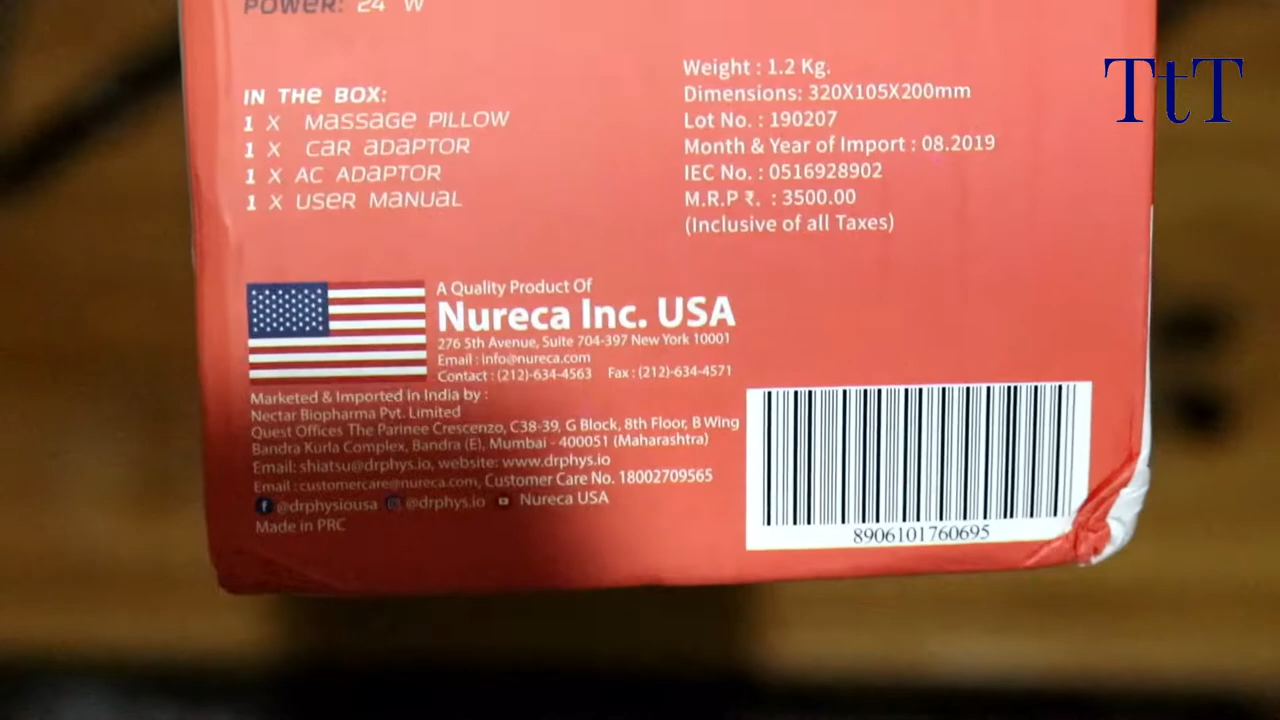 POWER: 24 W
IN THE BOX:
1 X MASSAGE PILLOW
1 X CAR ADAPTOR
1 X AC ADAPTOR
1 X USER MANUAL
Weight : 1.2 Kg.
Dimensions: 320X105X200mm
Lot No. : 190207
Month & Year of Import : 08.2019
IEC No. : 0516928902
M.R.P ₹. : 3500.00
(Inclusive of all Taxes)
TtT
A Quality Product Of
Nureca Inc. USA
276 5th Avenue, Suite 704-397 New York 10001
Email : info@nureca.com
Contact : (212)-634-4563 Fax : (212)-634-4571
Marketed & Imported in India by :
Nectar Biopharma Pvt. Limited
Quest Offices The Parinee Crescenzo, C38-39, G Block, 8th Floor, B Wing
Bandra Kurla Complex, Bandra (E), Mumbai - 400051 (Maharashtra)
Email: shiatsu@drphys.io, website: www.drphys.io
Email : customercare@nureca.com, Customer Care No. 18002709565
@drphysiousa @drphys.io Nureca USA
Made in PRC
8906101760695